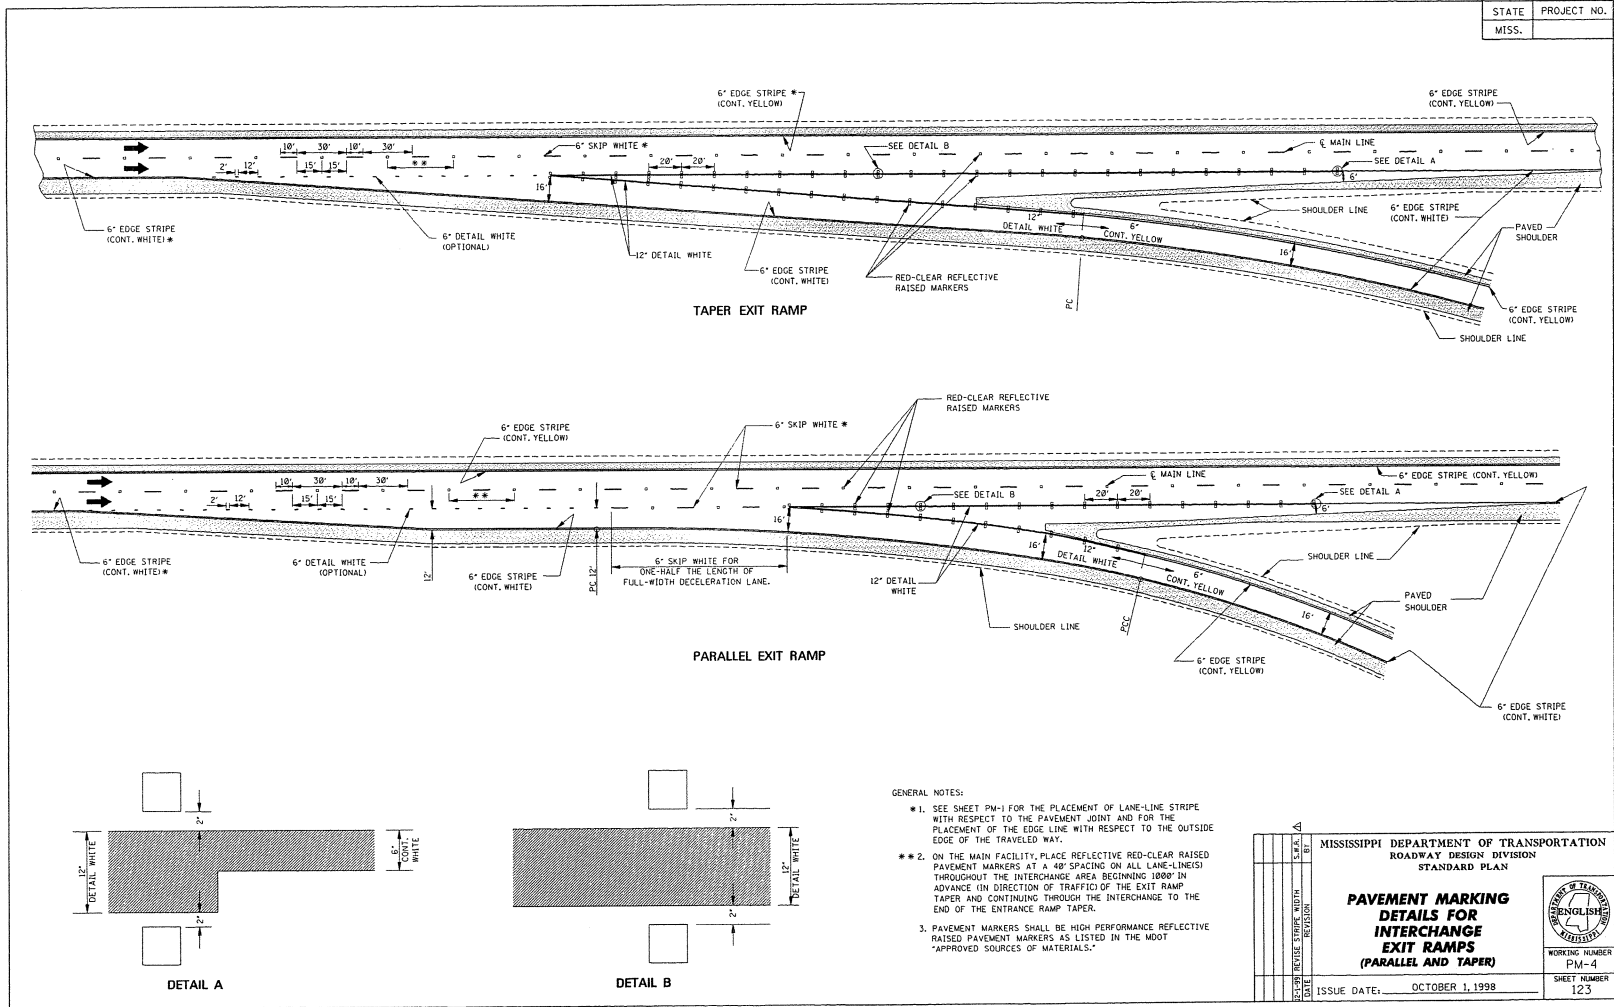 STATE PROJECT NO.
MISS.
6" EDGE STRIPE *
(CONT. YELLOW)
6" EDGE STRIPE
(CONT. YELLOW)
10' 30' 10' 30'
6" SKIP WHITE *
SEE DETAIL B
℄ MAIN LINE
SEE DETAIL A
2' 12' 15' 15' **
20' 20'
16'
6'
6" EDGE STRIPE
(CONT. WHITE) *
6" DETAIL WHITE
(OPTIONAL)
12" DETAIL WHITE
6" EDGE STRIPE
(CONT. WHITE)
RED-CLEAR REFLECTIVE
RAISED MARKERS
12"
DETAIL WHITE
6"
CONT. YELLOW
PC
SHOULDER LINE
6" EDGE STRIPE
(CONT. WHITE)
PAVED
SHOULDER
16'
6" EDGE STRIPE
(CONT. YELLOW)
SHOULDER LINE
TAPER EXIT RAMP
RED-CLEAR REFLECTIVE
RAISED MARKERS
6" EDGE STRIPE
(CONT. YELLOW)
6" SKIP WHITE *
℄ MAIN LINE
6" EDGE STRIPE (CONT. YELLOW)
10' 30' 10' 30'
2' 12' 15' 15' **
SEE DETAIL B
20' 20'
SEE DETAIL A
16'
6'
6" EDGE STRIPE
(CONT. WHITE) *
6" DETAIL WHITE
(OPTIONAL)
12'
6" EDGE STRIPE
(CONT. WHITE)
PC 12'
6" SKIP WHITE FOR
ONE-HALF THE LENGTH OF
FULL-WIDTH DECELERATION LANE.
12" DETAIL
WHITE
16'
12"
DETAIL WHITE
6"
CONT. YELLOW
PCC
SHOULDER LINE
SHOULDER LINE
PAVED
SHOULDER
16'
6" EDGE STRIPE
(CONT. YELLOW)
6" EDGE STRIPE
(CONT. WHITE)
PARALLEL EXIT RAMP
2"
12"
DETAIL WHITE
6"
CONT.
WHITE
2"
DETAIL A
2"
12"
DETAIL WHITE
2"
DETAIL B
GENERAL NOTES:
* 1. SEE SHEET PM-1 FOR THE PLACEMENT OF LANE-LINE STRIPE
WITH RESPECT TO THE PAVEMENT JOINT AND FOR THE
PLACEMENT OF THE EDGE LINE WITH RESPECT TO THE OUTSIDE
EDGE OF THE TRAVELED WAY.
** 2. ON THE MAIN FACILITY, PLACE REFLECTIVE RED-CLEAR RAISED
PAVEMENT MARKERS AT A 40' SPACING ON ALL LANE-LINE(S)
THROUGHOUT THE INTERCHANGE AREA BEGINNING 1000' IN
ADVANCE (IN DIRECTION OF TRAFFIC) OF THE EXIT RAMP
TAPER AND CONTINUING THROUGH THE INTERCHANGE TO THE
END OF THE ENTRANCE RAMP TAPER.
3. PAVEMENT MARKERS SHALL BE HIGH PERFORMANCE REFLECTIVE
RAISED PAVEMENT MARKERS AS LISTED IN THE MDOT
"APPROVED SOURCES OF MATERIALS."
S.W.R. BY
REVISE STRIPE WIDTH REVISION
DATE
MISSISSIPPI DEPARTMENT OF TRANSPORTATION
ROADWAY DESIGN DIVISION
STANDARD PLAN
PAVEMENT MARKING
DETAILS FOR
INTERCHANGE
EXIT RAMPS
(PARALLEL AND TAPER)
DEPARTMENT OF TRANSPORTATION
ENGLISH
MISSISSIPPI
WORKING NUMBER
PM-4
SHEET NUMBER
123
ISSUE DATE: OCTOBER 1, 1998